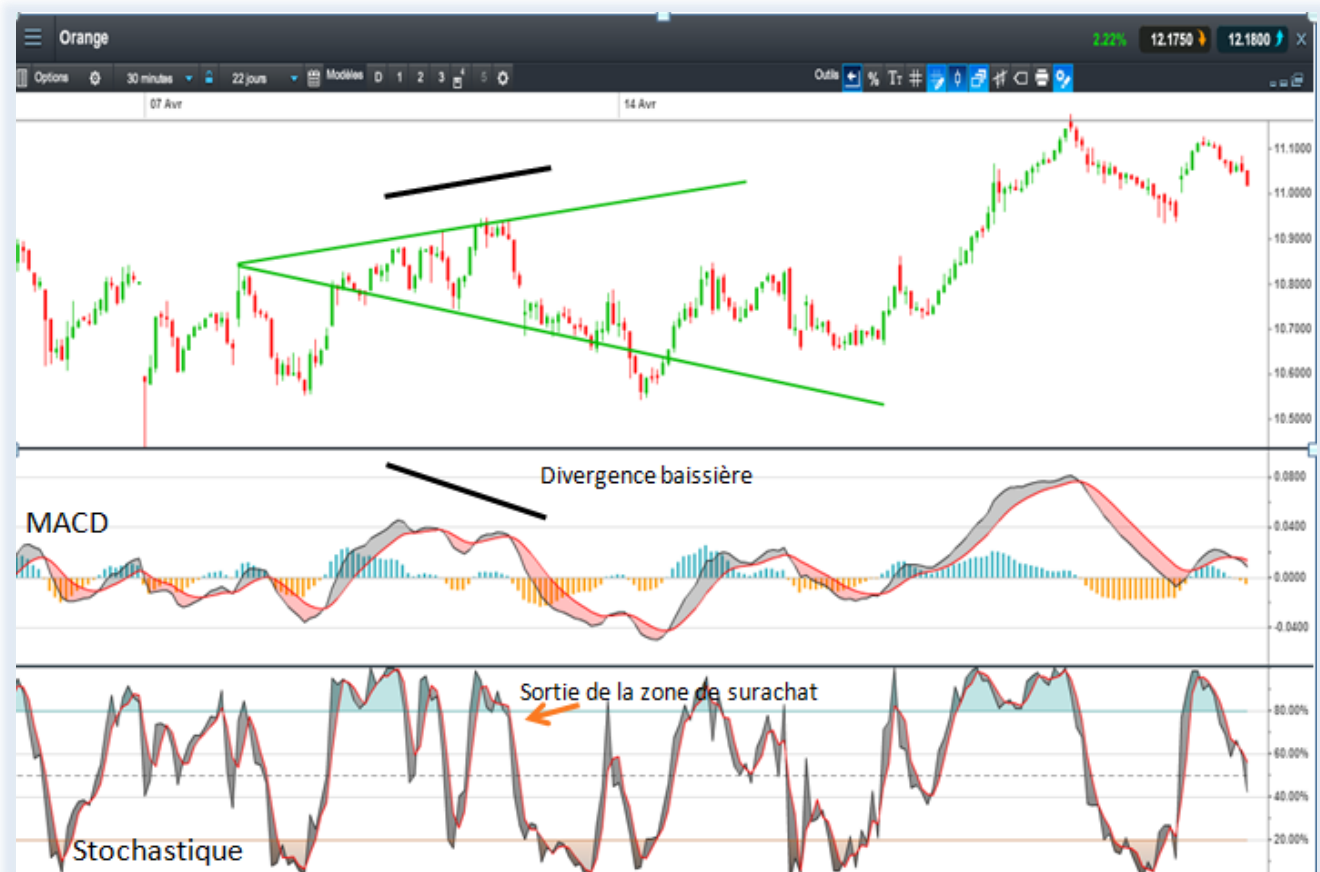 Orange
2.22% 12.1750 12.1800 X
Options 30 minutes 22 jours Modèles D 1 2 3 4 5 Outils % TT
07 Avr 14 Avr
11.1000
11.0000
10.9000
10.8000
10.7000
10.6000
10.5000
Divergence baissière
0.0800
MACD
0.0400
0.0000
-0.0400
Sortie de la zone de surachat
80.00%
60.00%
40.00%
20.00%
Stochastique